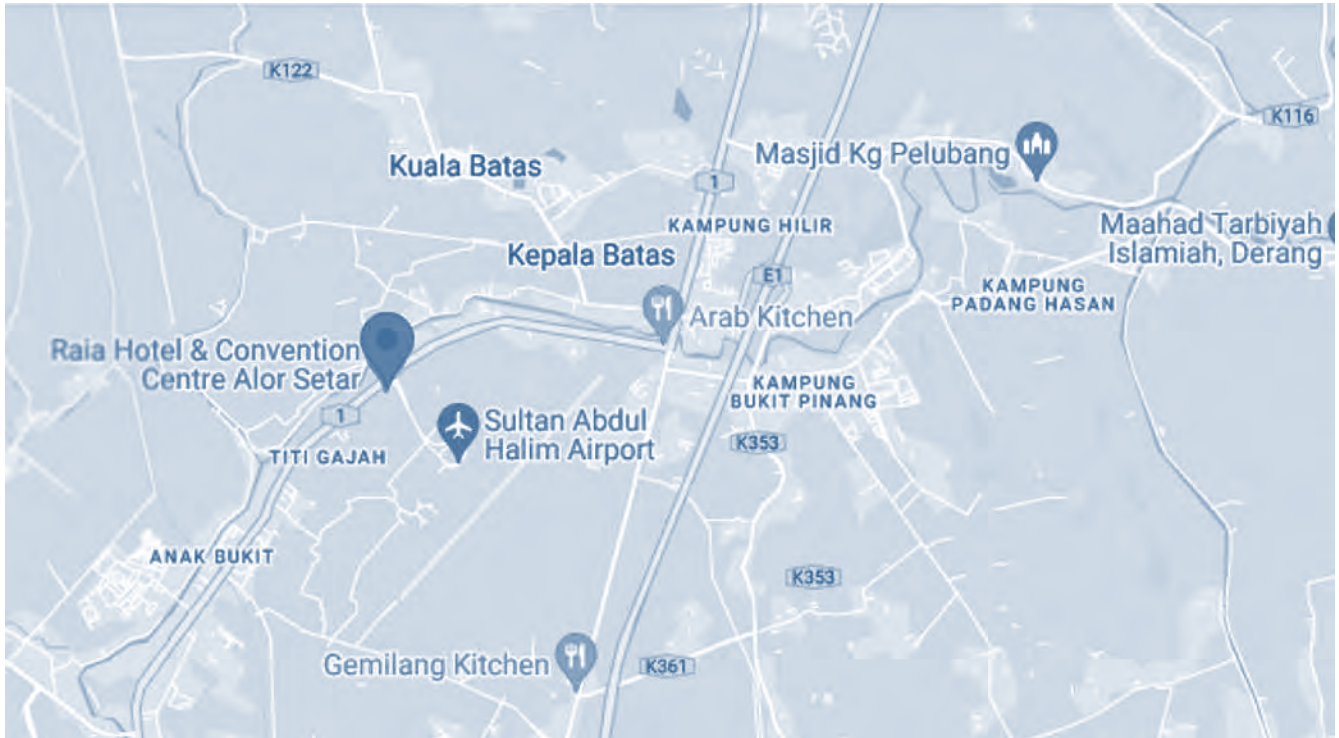 K122
K116
Masjid Kg Pelubang
Kuala Batas
1
KAMPUNG HILIR
Maahad Tarbiyah
Islamiah, Derang
Kepala Batas
E1
KAMPUNG
PADANG HASAN
Arab Kitchen
Raia Hotel & Convention
Centre Alor Setar
KAMPUNG
BUKIT PINANG
1
Sultan Abdul
Halim Airport
K353
TITI GAJAH
ANAK BUKIT
K353
Gemilang Kitchen
K361